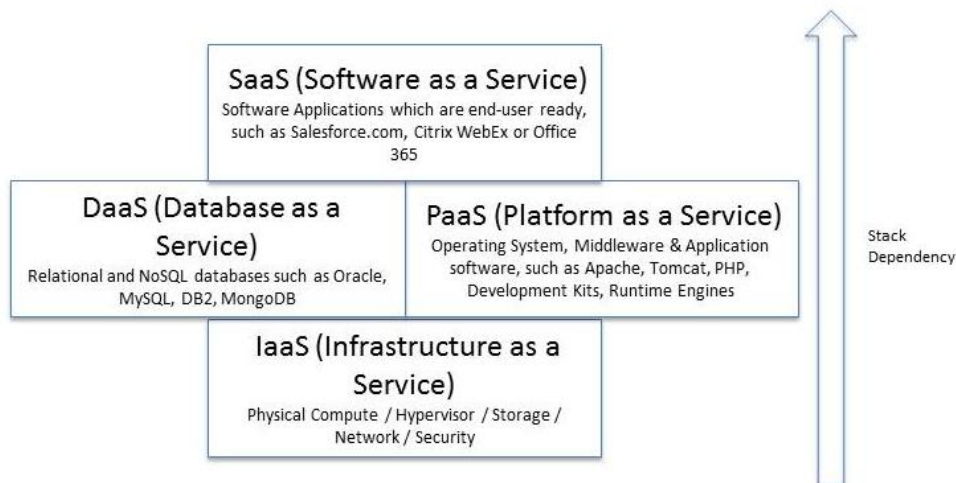 SaaS (Software as a Service)
Software Applications which are end-user ready,
such as Salesforce.com, Citrix WebEx or Office
365
DaaS (Database as a
Service)
Relational and NoSQL databases such as Oracle,
MySQL, DB2, MongoDB
PaaS (Platform as a Service)
Operating System, Middleware & Application
software, such as Apache, Tomcat, PHP,
Development Kits, Runtime Engines
IaaS (Infrastructure as a
Service)
Physical Compute / Hypervisor / Storage /
Network / Security
Stack
Dependency